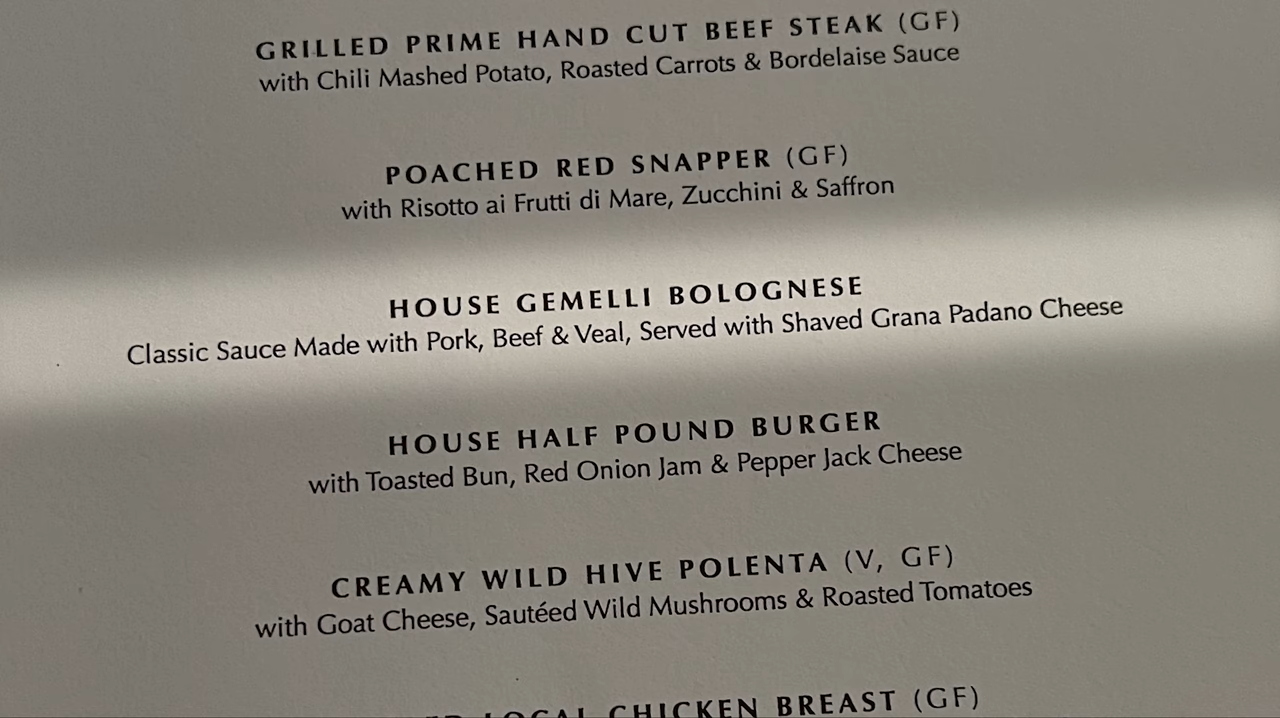 GRILLED PRIME HAND CUT BEEF STEAK (GF)
with Chili Mashed Potato, Roasted Carrots & Bordelaise Sauce
POACHED RED SNAPPER (GF)
with Risotto ai Frutti di Mare, Zucchini & Saffron
HOUSE GEMELLI BOLOGNESE
Classic Sauce Made with Pork, Beef & Veal, Served with Shaved Grana Padano Cheese
HOUSE HALF POUND BURGER
with Toasted Bun, Red Onion Jam & Pepper Jack Cheese
CREAMY WILD HIVE POLENTA (V, GF)
with Goat Cheese, Sautéed Wild Mushrooms & Roasted Tomatoes
LOCAL CHICKEN BREAST (GF)